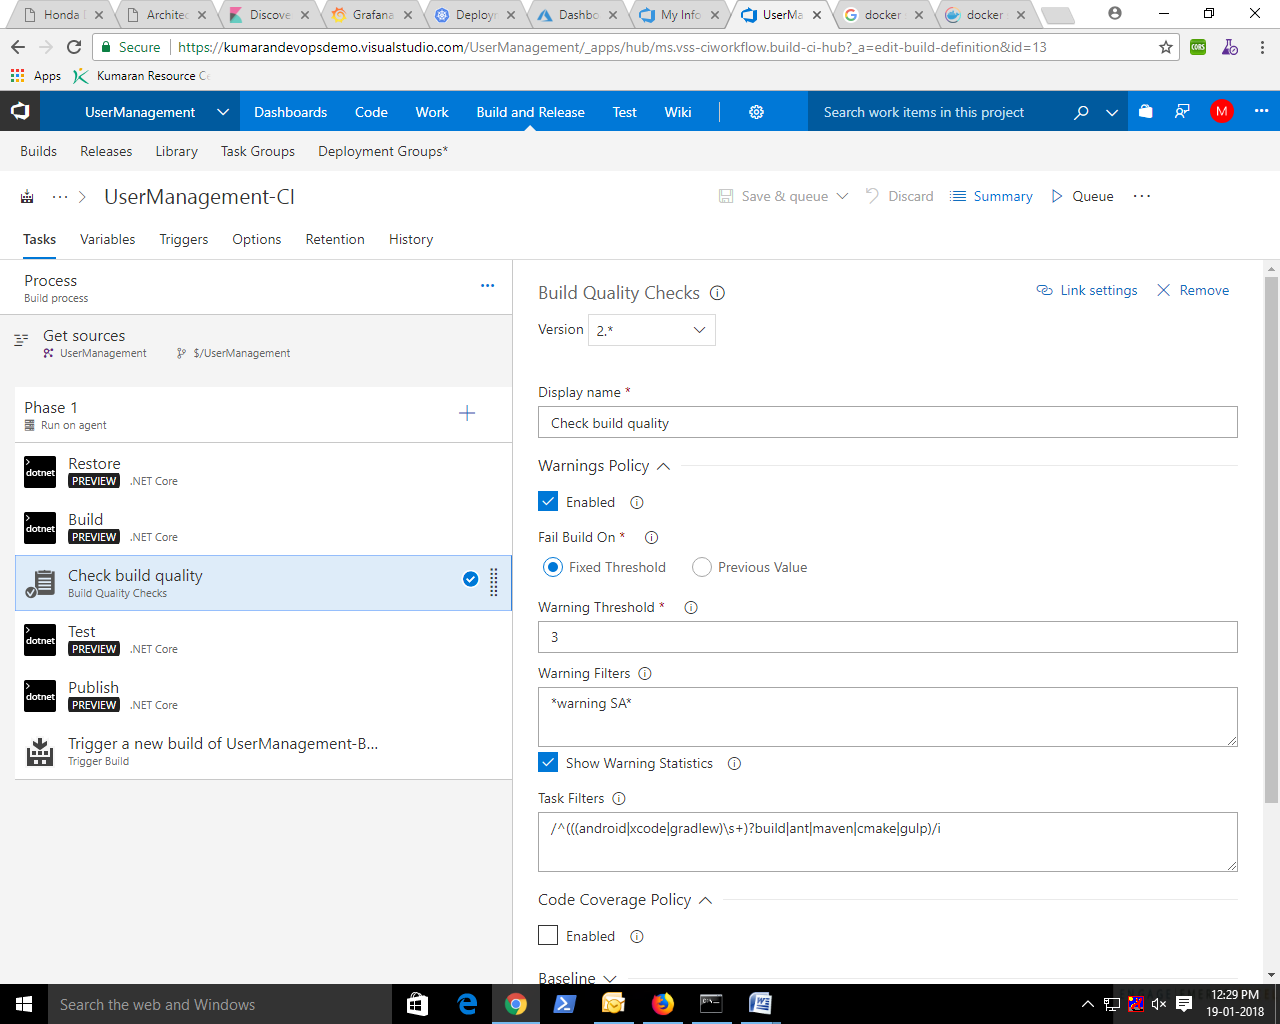 Honda
Architec
Discove
Grafana
Deploym
Dashbo
My Info
UserMa
docker
docker
Secure
https://kumarandevopsdemo.visualstudio.com/UserManagement/_apps/hub/ms.vss-ciworkflow.build-ci-hub?_a=edit-build-definition&id=13
CORS
Apps
Kumaran Resource Ce
UserManagement
Dashboards
Code
Work
Build and Release
Test
Wiki
Search work items in this project
M
Builds
Releases
Library
Task Groups
Deployment Groups*
UserManagement-CI
Save & queue
Discard
Summary
Queue
Tasks
Variables
Triggers
Options
Retention
History
Process
Build process
Get sources
UserManagement
$/UserManagement
Phase 1
Run on agent
dotnet
Restore
PREVIEW .NET Core
dotnet
Build
PREVIEW .NET Core
Check build quality
Build Quality Checks
dotnet
Test
PREVIEW .NET Core
dotnet
Publish
PREVIEW .NET Core
Trigger a new build of UserManagement-B...
Trigger Build
Build Quality Checks
Link settings
Remove
Version 2.*
Display name *
Check build quality
Warnings Policy
Enabled
Fail Build On *
Fixed Threshold
Previous Value
Warning Threshold *
3
Warning Filters
*warning SA*
Show Warning Statistics
Task Filters
/^(((android|xcode|gradlew)\s+)?build|ant|maven|cmake|gulp)/i
Code Coverage Policy
Enabled
Baseline
Search the web and Windows
12:29 PM
19-01-2018